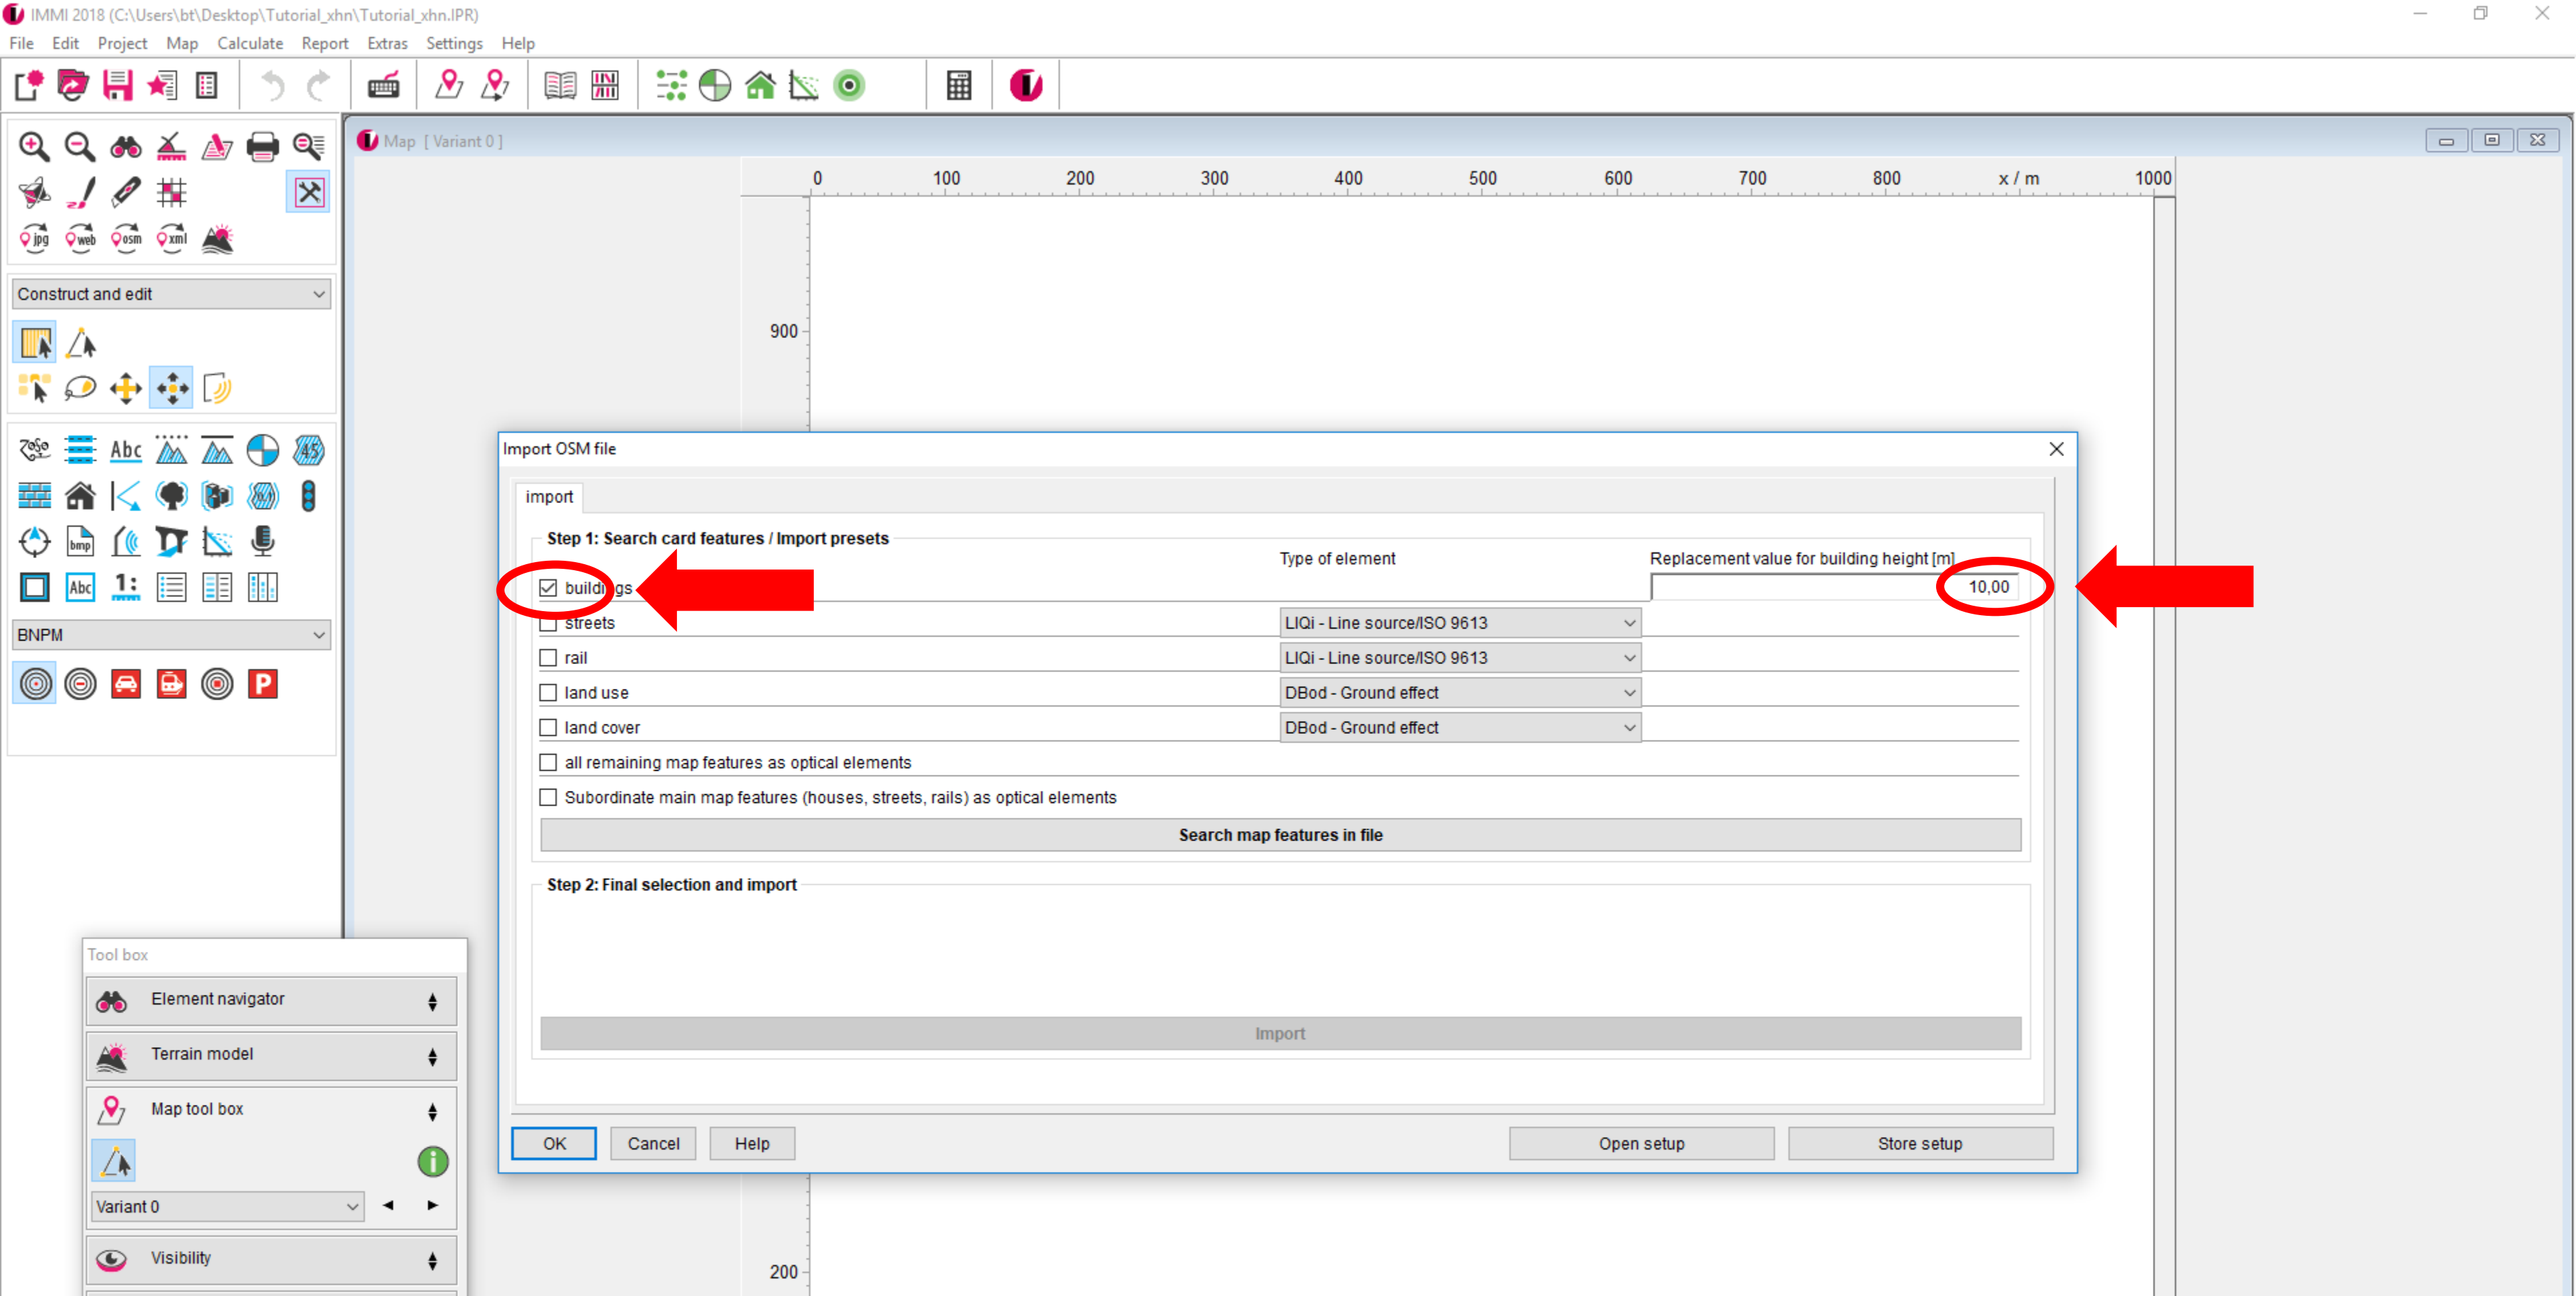 IMMI 2018 (C:\Users\bt\Desktop\Tutorial_xhn\Tutorial_xhn.IPR)
File Edit Project Map Calculate Report Extras Settings Help
Map [ Variant 0 ]
0 100 200 300 400 500 600 700 800 x / m 1000
jpg web osm xml
Construct and edit
900
Abc 45
bmp
Abc 1:
BNPM
P
Import OSM file
import
Step 1: Search card features / Import presets
Type of element Replacement value for building height [m]
buildings 10,00
streets LIQi - Line source/ISO 9613
rail LIQi - Line source/ISO 9613
land use DBod - Ground effect
land cover DBod - Ground effect
all remaining map features as optical elements
Subordinate main map features (houses, streets, rails) as optical elements
Search map features in file
Step 2: Final selection and import
Import
OK Cancel Help Open setup Store setup
Tool box
Element navigator
Terrain model
Map tool box
Variant 0
Visibility
200